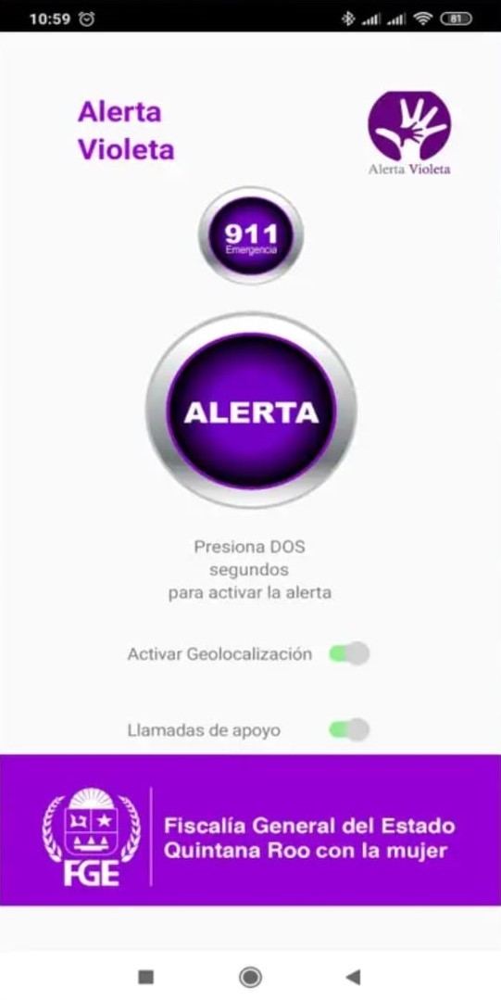 10:59
81
Alerta
Violeta
Alerta Violeta
911
Emergencia
ALERTA
Presiona DOS
segundos
para activar la alerta
Activar Geolocalización
Llamadas de apoyo
Fiscalía General del Estado
Quintana Roo con la mujer
FGE